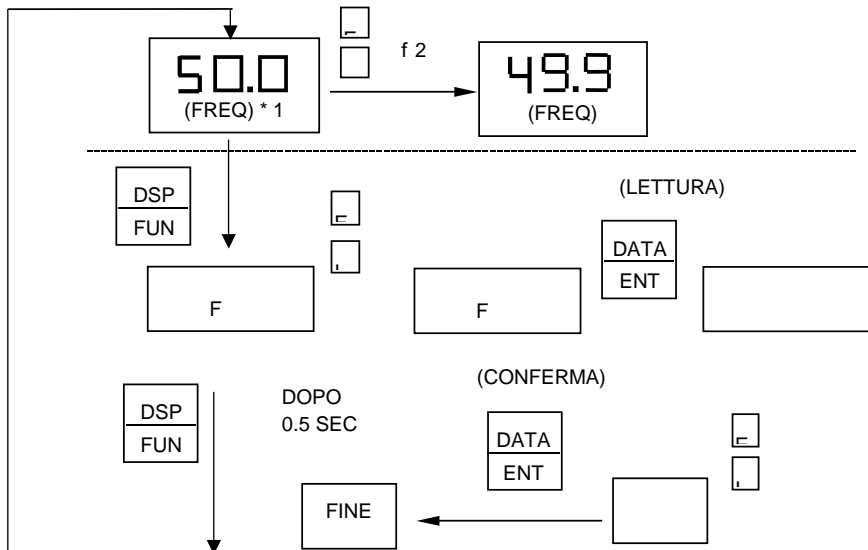 50.0
(FREQ) * 1
f 2
49.9
(FREQ)
DSP
FUN
(LETTURA)
DATA
ENT
F
F
DSP
FUN
DOPO
0.5 SEC
(CONFERMA)
DATA
ENT
FINE